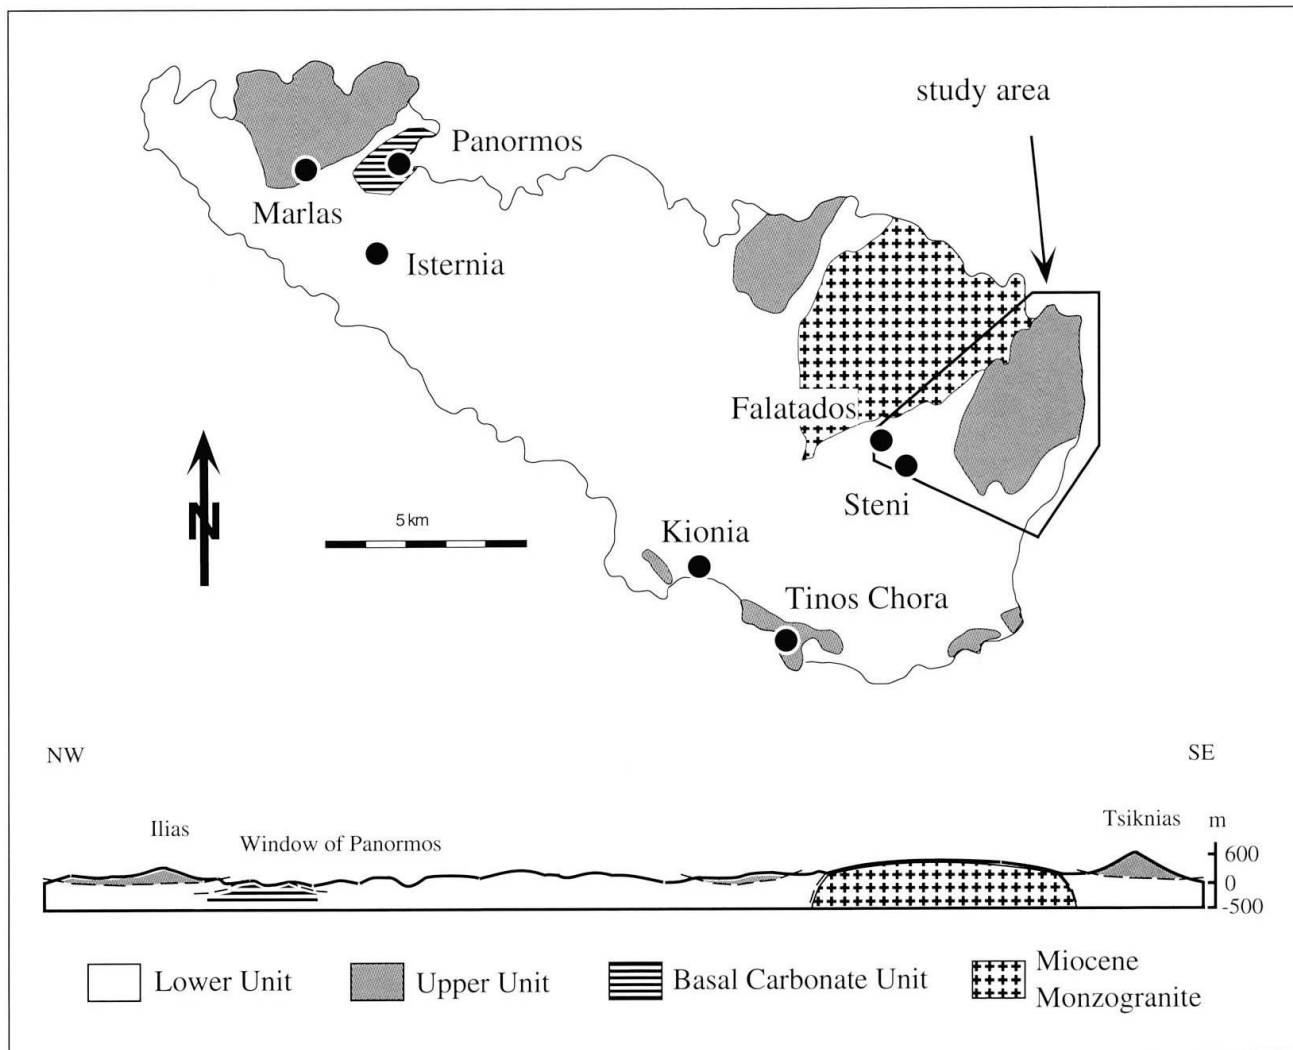 study area
Panormos
Marlas
Isternia
Falatados
Steni
N
5 km
Kionia
Tinos Chora
NW
SE
Ilias
Window of Panormos
Tsiknias
m
600
0
-500
Lower Unit
Upper Unit
Basal Carbonate Unit
Miocene
Monzogranite